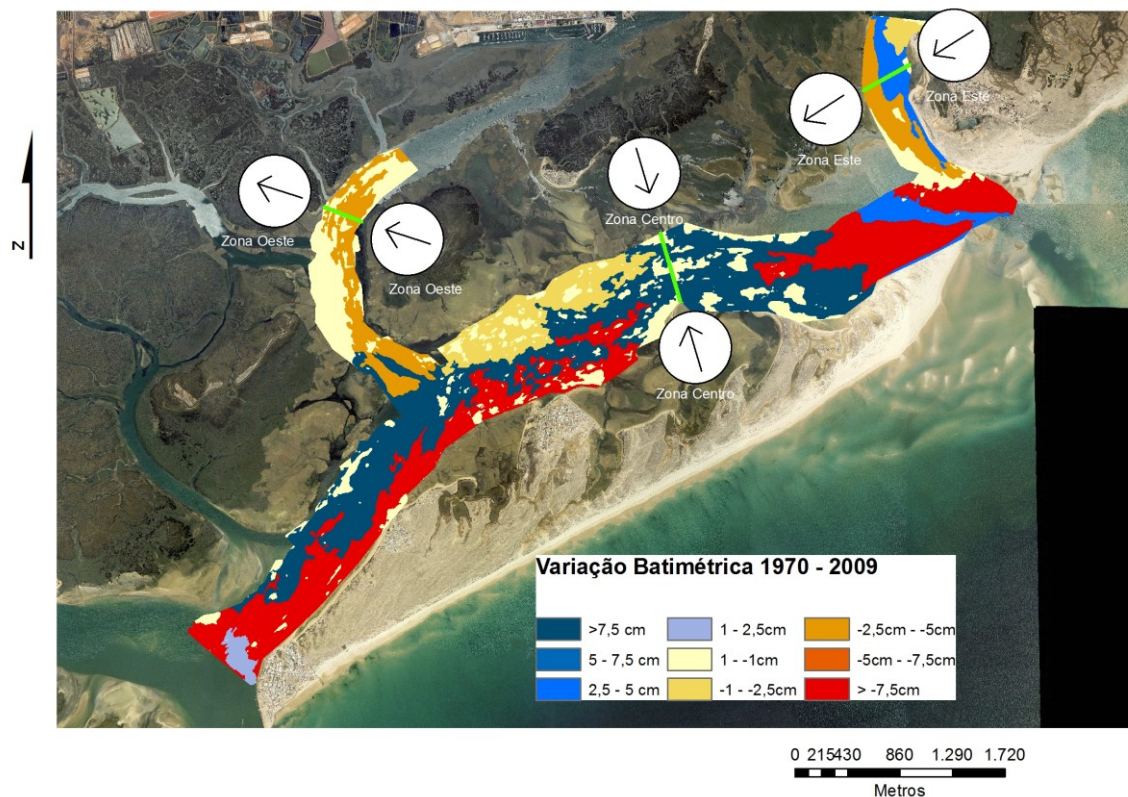 Zona Este
Zona Este
Zona Centro
Zona Oeste
Zona Oeste
Zona Centro
N
Variação Batimétrica 1970 - 2009
>7,5 cm
1 - 2,5cm
-2,5cm - -5cm
5 - 7,5 cm
1 - -1cm
-5cm - -7,5cm
2,5 - 5 cm
-1 - -2,5cm
> -7,5cm
0 215430 860 1.290 1.720
Metros